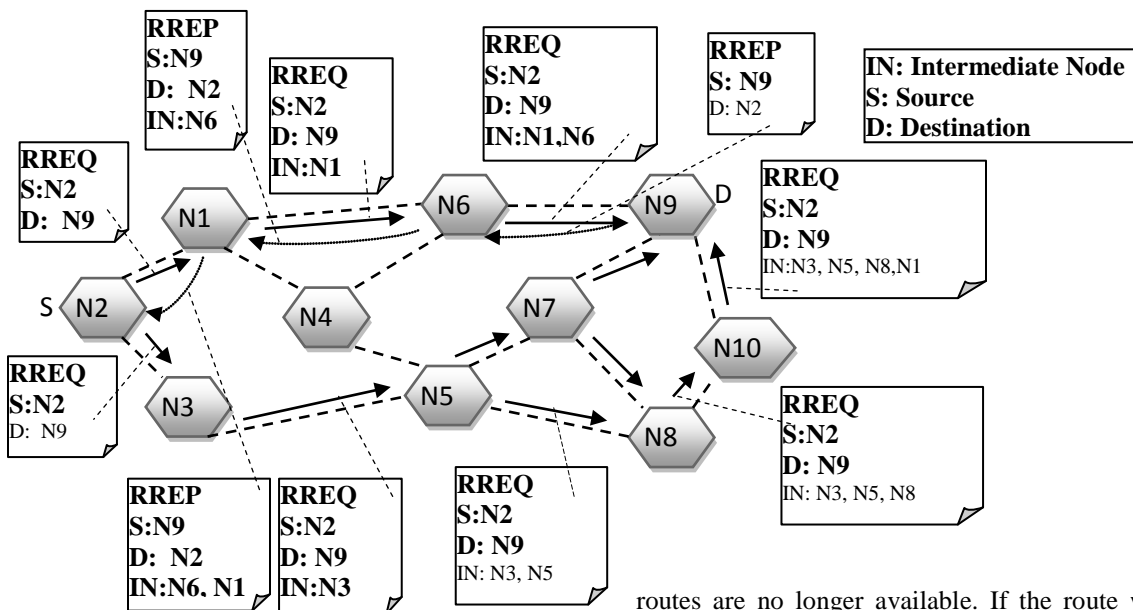 RREP
S:N9
D: N2
IN:N6
RREQ
S:N2
D: N9
IN:N1
RREQ
S:N2
D: N9
IN:N1,N6
RREP
S: N9
D: N2
IN: Intermediate Node
S: Source
D: Destination
RREQ
S:N2
D: N9
RREQ
S:N2
D: N9
IN:N3, N5, N8,N1
N1
N6
N9
D
S
N2
N4
N7
N10
RREQ
S:N2
D: N9
N3
N5
N8
RREQ
S:N2
D: N9
IN: N3, N5, N8
RREP
S:N9
D: N2
IN:N6, N1
RREQ
S:N2
D: N9
IN:N3
RREQ
S:N2
D: N9
IN: N3, N5
routes are no longer available. If the route